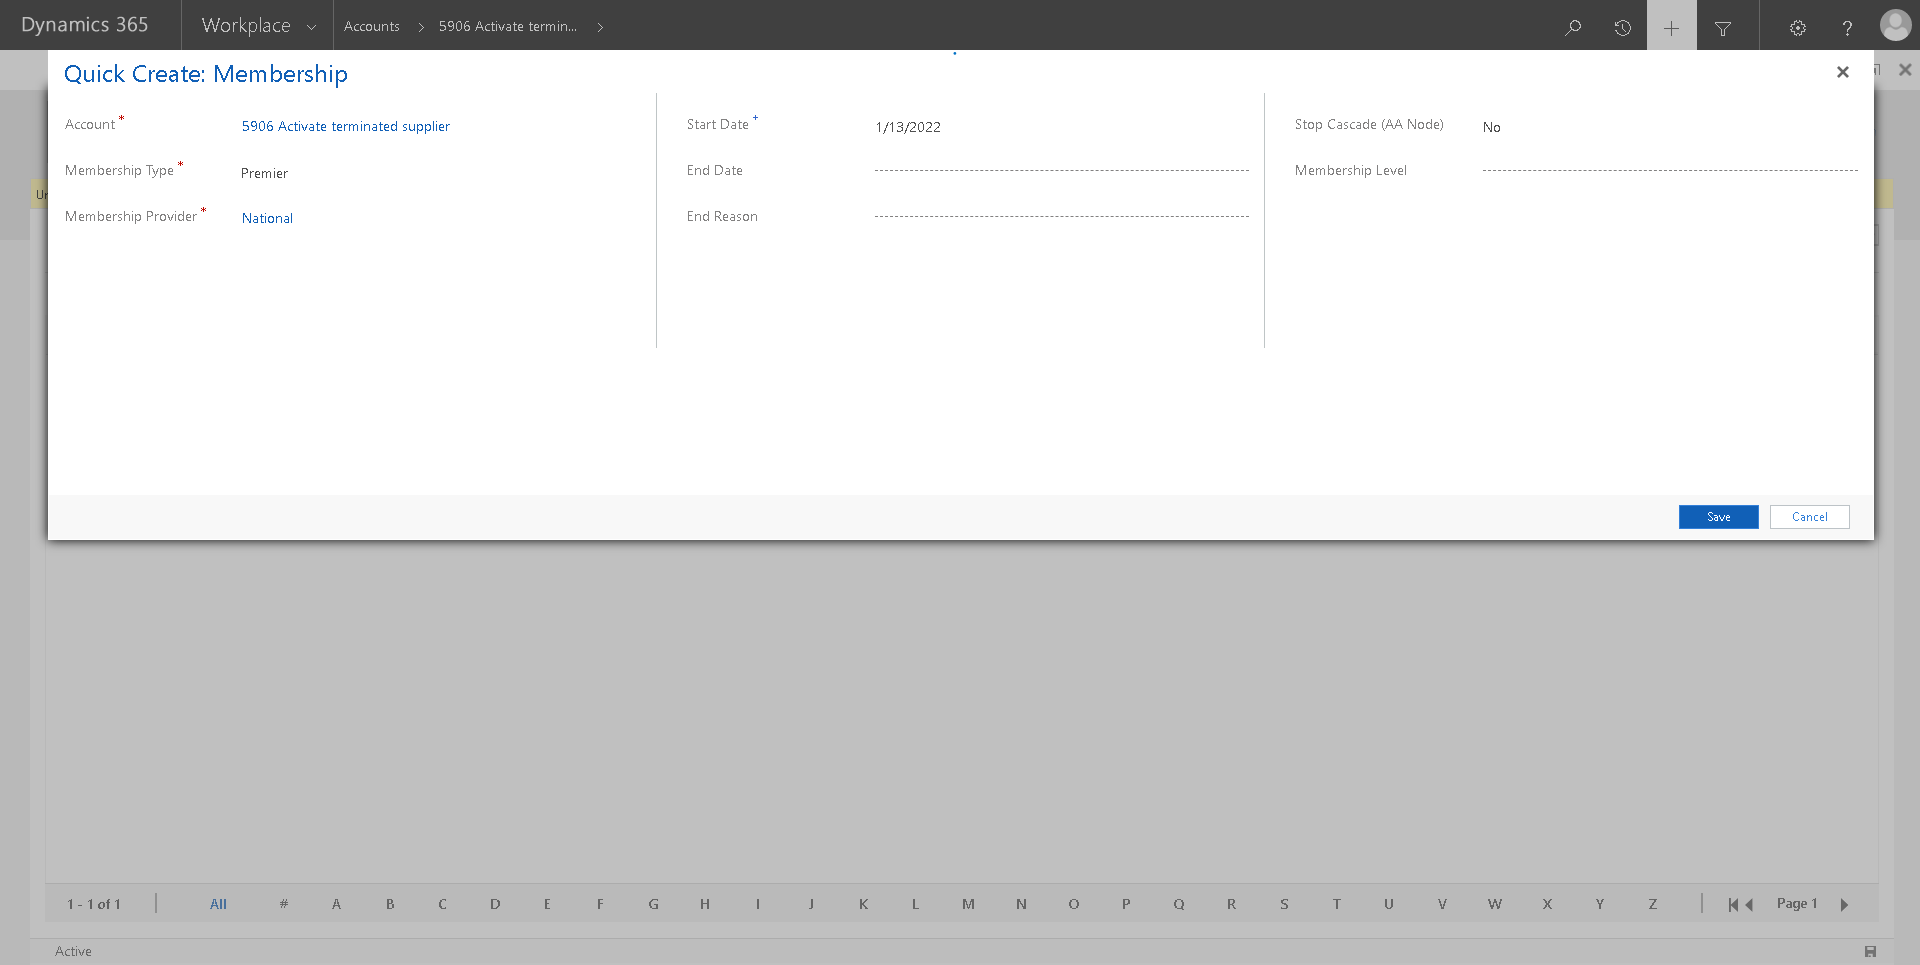 Dynamics 365
Workplace
Accounts
5906 Activate termin...
Quick Create: Membership
Account *
5906 Activate terminated supplier
Membership Type *
Premier
Membership Provider *
National
Start Date +
1/13/2022
End Date
End Reason
Stop Cascade (AA Node)
No
Membership Level
Save
Cancel
1 - 1 of 1
All # A B C D E F G H I J K L M N O P Q R S T U V W X Y Z
Page 1
Active